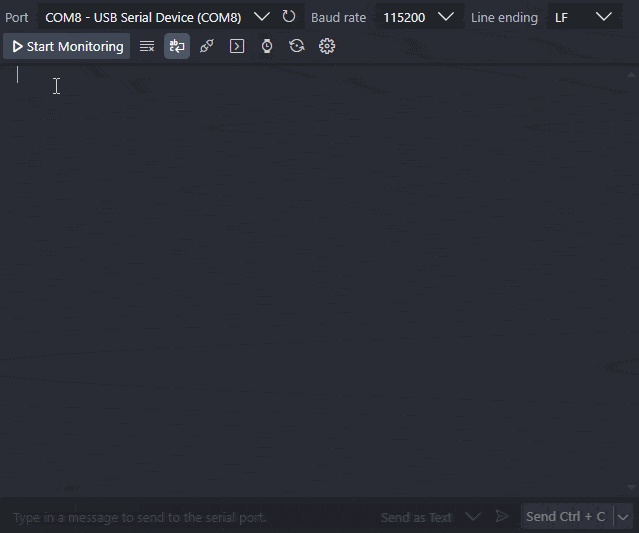 Port COM8 - USB Serial Device (COM8) Baud rate 115200 Line ending LF
Start Monitoring
Type in a message to send to the serial port. Send as Text Send Ctrl + C